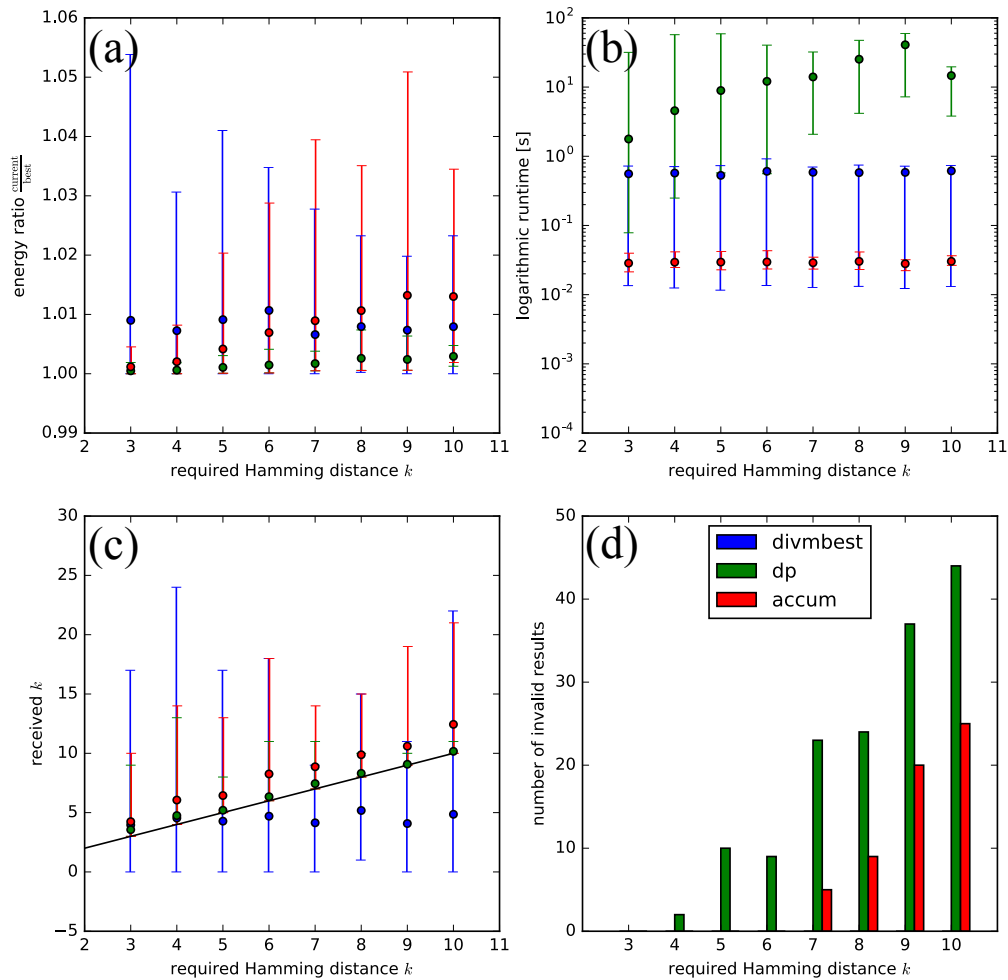 (a)
1.06
1.05
1.04
1.03
1.02
1.01
1.00
0.99
energy ratio current/best
2 3 4 5 6 7 8 9 10 11
required Hamming distance k
(b)
10^2
10^1
10^0
10^-1
10^-2
10^-3
10^-4
logarithmic runtime [s]
2 3 4 5 6 7 8 9 10 11
required Hamming distance k
(c)
30
25
20
15
10
5
0
−5
received k
2 3 4 5 6 7 8 9 10 11
required Hamming distance k
(d)
divmbest
dp
accum
50
40
30
20
10
0
number of invalid results
3 4 5 6 7 8 9 10
required Hamming distance k